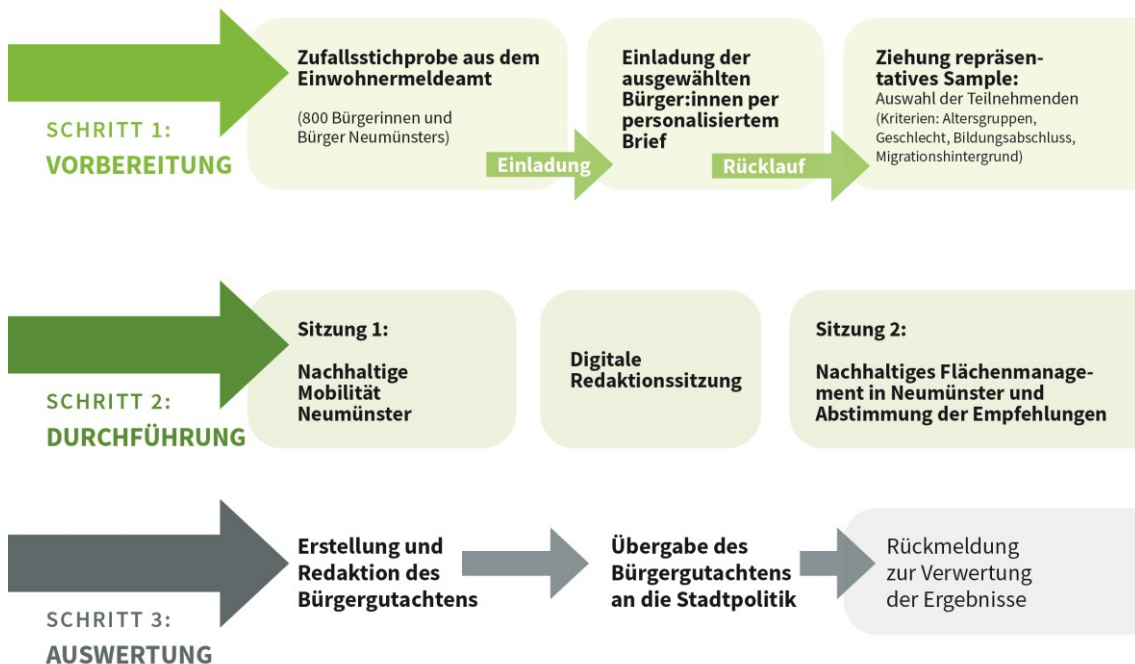 SCHRITT 1:
VORBEREITUNG
Zufallsstichprobe aus dem
Einwohnermeldeamt
(800 Bürgerinnen und
Bürger Neumünsters)
Einladung
Einladung der
ausgewählten
Bürger:innen per
personalisiertem
Brief
Rücklauf
Ziehung repräsen-
tatives Sample:
Auswahl der Teilnehmenden
(Kriterien: Altersgruppen,
Geschlecht, Bildungsabschluss,
Migrationshintergrund)
SCHRITT 2:
DURCHFÜHRUNG
Sitzung 1:
Nachhaltige
Mobilität
Neumünster
Digitale
Redaktionssitzung
Sitzung 2:
Nachhaltiges Flächenmanage-
ment in Neumünster und
Abstimmung der Empfehlungen
SCHRITT 3:
AUSWERTUNG
Erstellung und
Redaktion des
Bürgergutachtens
Übergabe des
Bürgergutachtens
an die Stadtpolitik
Rückmeldung
zur Verwertung
der Ergebnisse